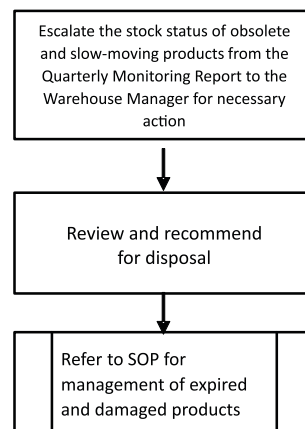 Escalate the stock status of obsolete
and slow-moving products from the
Quarterly Monitoring Report to the
Warehouse Manager for necessary
action
Review and recommend
for disposal
Refer to SOP for
management of expired
and damaged products